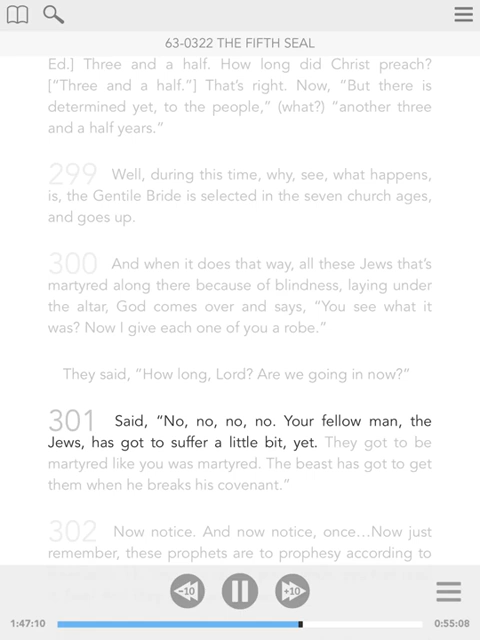 63-0322 THE FIFTH SEAL
Ed.] Three and a half. How long did Christ preach?
[“Three and a half.”] That’s right. Now, “But there is
determined yet, to the people,” (what?) “another three
and a half years.”
299 Well, during this time, why, see, what happens,
is, the Gentile Bride is selected in the seven church ages,
and goes up.
300 And when it does that way, all these Jews that’s
martyred along there because of blindness, laying under
the altar, God comes over and says, “You see what it
was? Now I give each one of you a robe.”
They said, “How long, Lord? Are we going in now?”
301 Said, “No, no, no, no. Your fellow man, the
Jews, has got to suffer a little bit, yet. They got to be
martyred like you was martyred. The beast has got to get
them when he breaks his covenant.”
302 Now notice. And now notice, once…Now just
remember, these prophets are to prophesy according to
-10
+10
1:47:10
0:55:08